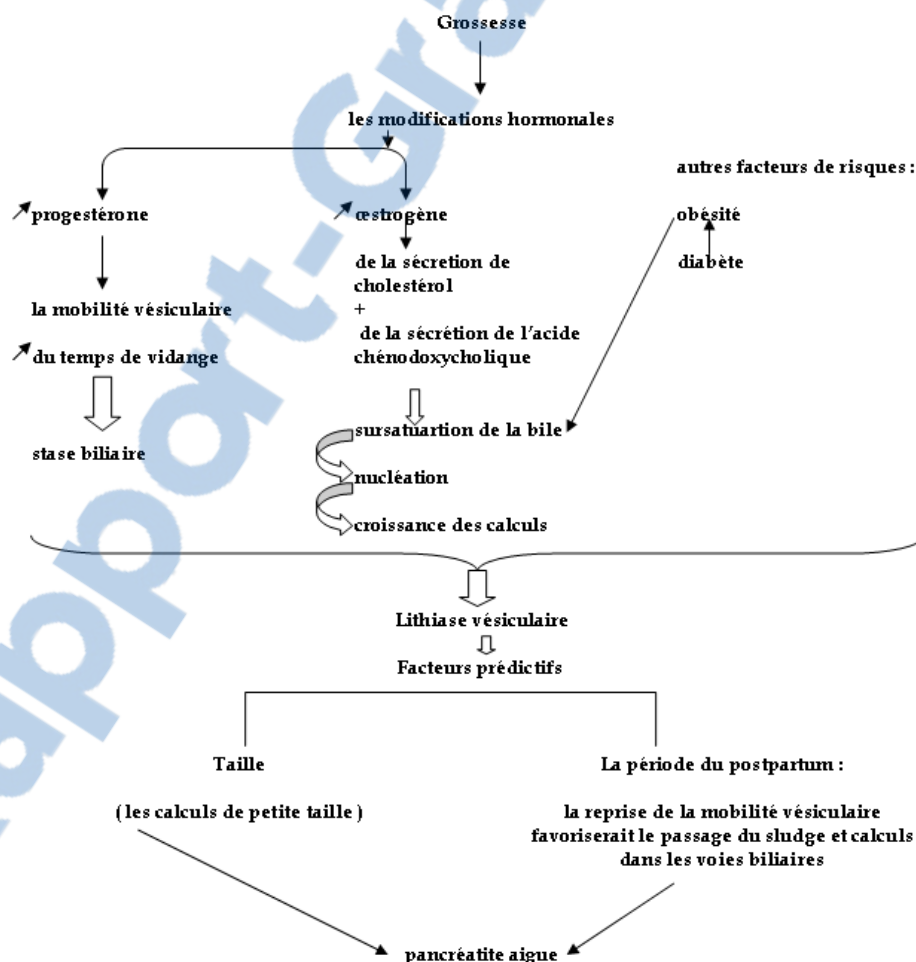 Grossesse
les modifications hormonales
autres facteurs de risques :
progestérone
œstrogène
obésité
de la sécretion de
cholestérol
+
de la sécrétion de l'acide
chénodoxycholique
diabète
la mobilité vésiculaire
du temps de vidange
stase biliaire
sursatuartion de la bile
nucléation
croissance des calculs
Lithiase vésiculaire
Facteurs prédictifs
Taille
( les calculs de petite taille )
La période du postpartum :
la reprise de la mobilité vésiculaire
favoriserait le passage du sludge et calculs
dans les voies biliaires
pancréatite aigue
apport-Gra